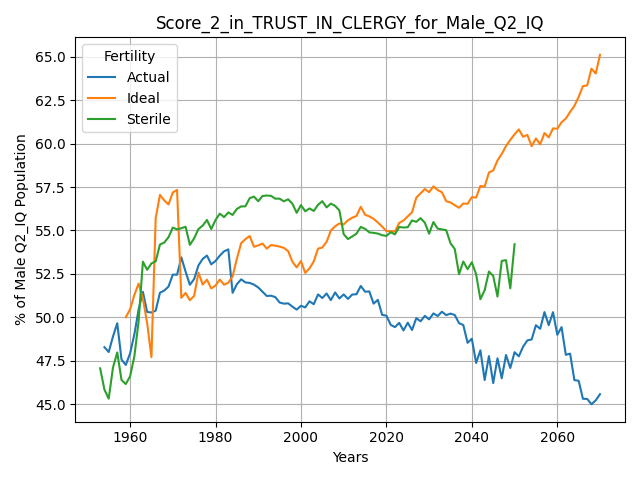 Score_2_in_TRUST_IN_CLERGY_for_Male_Q2_IQ
Fertility
Actual
Ideal
Sterile
% of Male Q2_IQ Population
65.0
62.5
60.0
57.5
55.0
52.5
50.0
47.5
45.0
1960
1980
2000
2020
2040
2060
Years